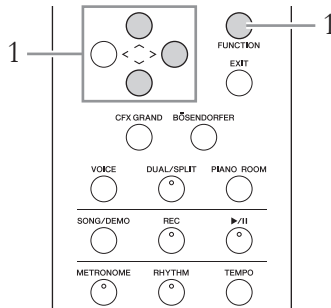 1
1
FUNCTION
EXIT
CFX GRAND BÖSENDORFER
VOICE DUAL/SPLIT PIANO ROOM
SONG/DEMO REC ►/II
METRONOME RHYTHM TEMPO